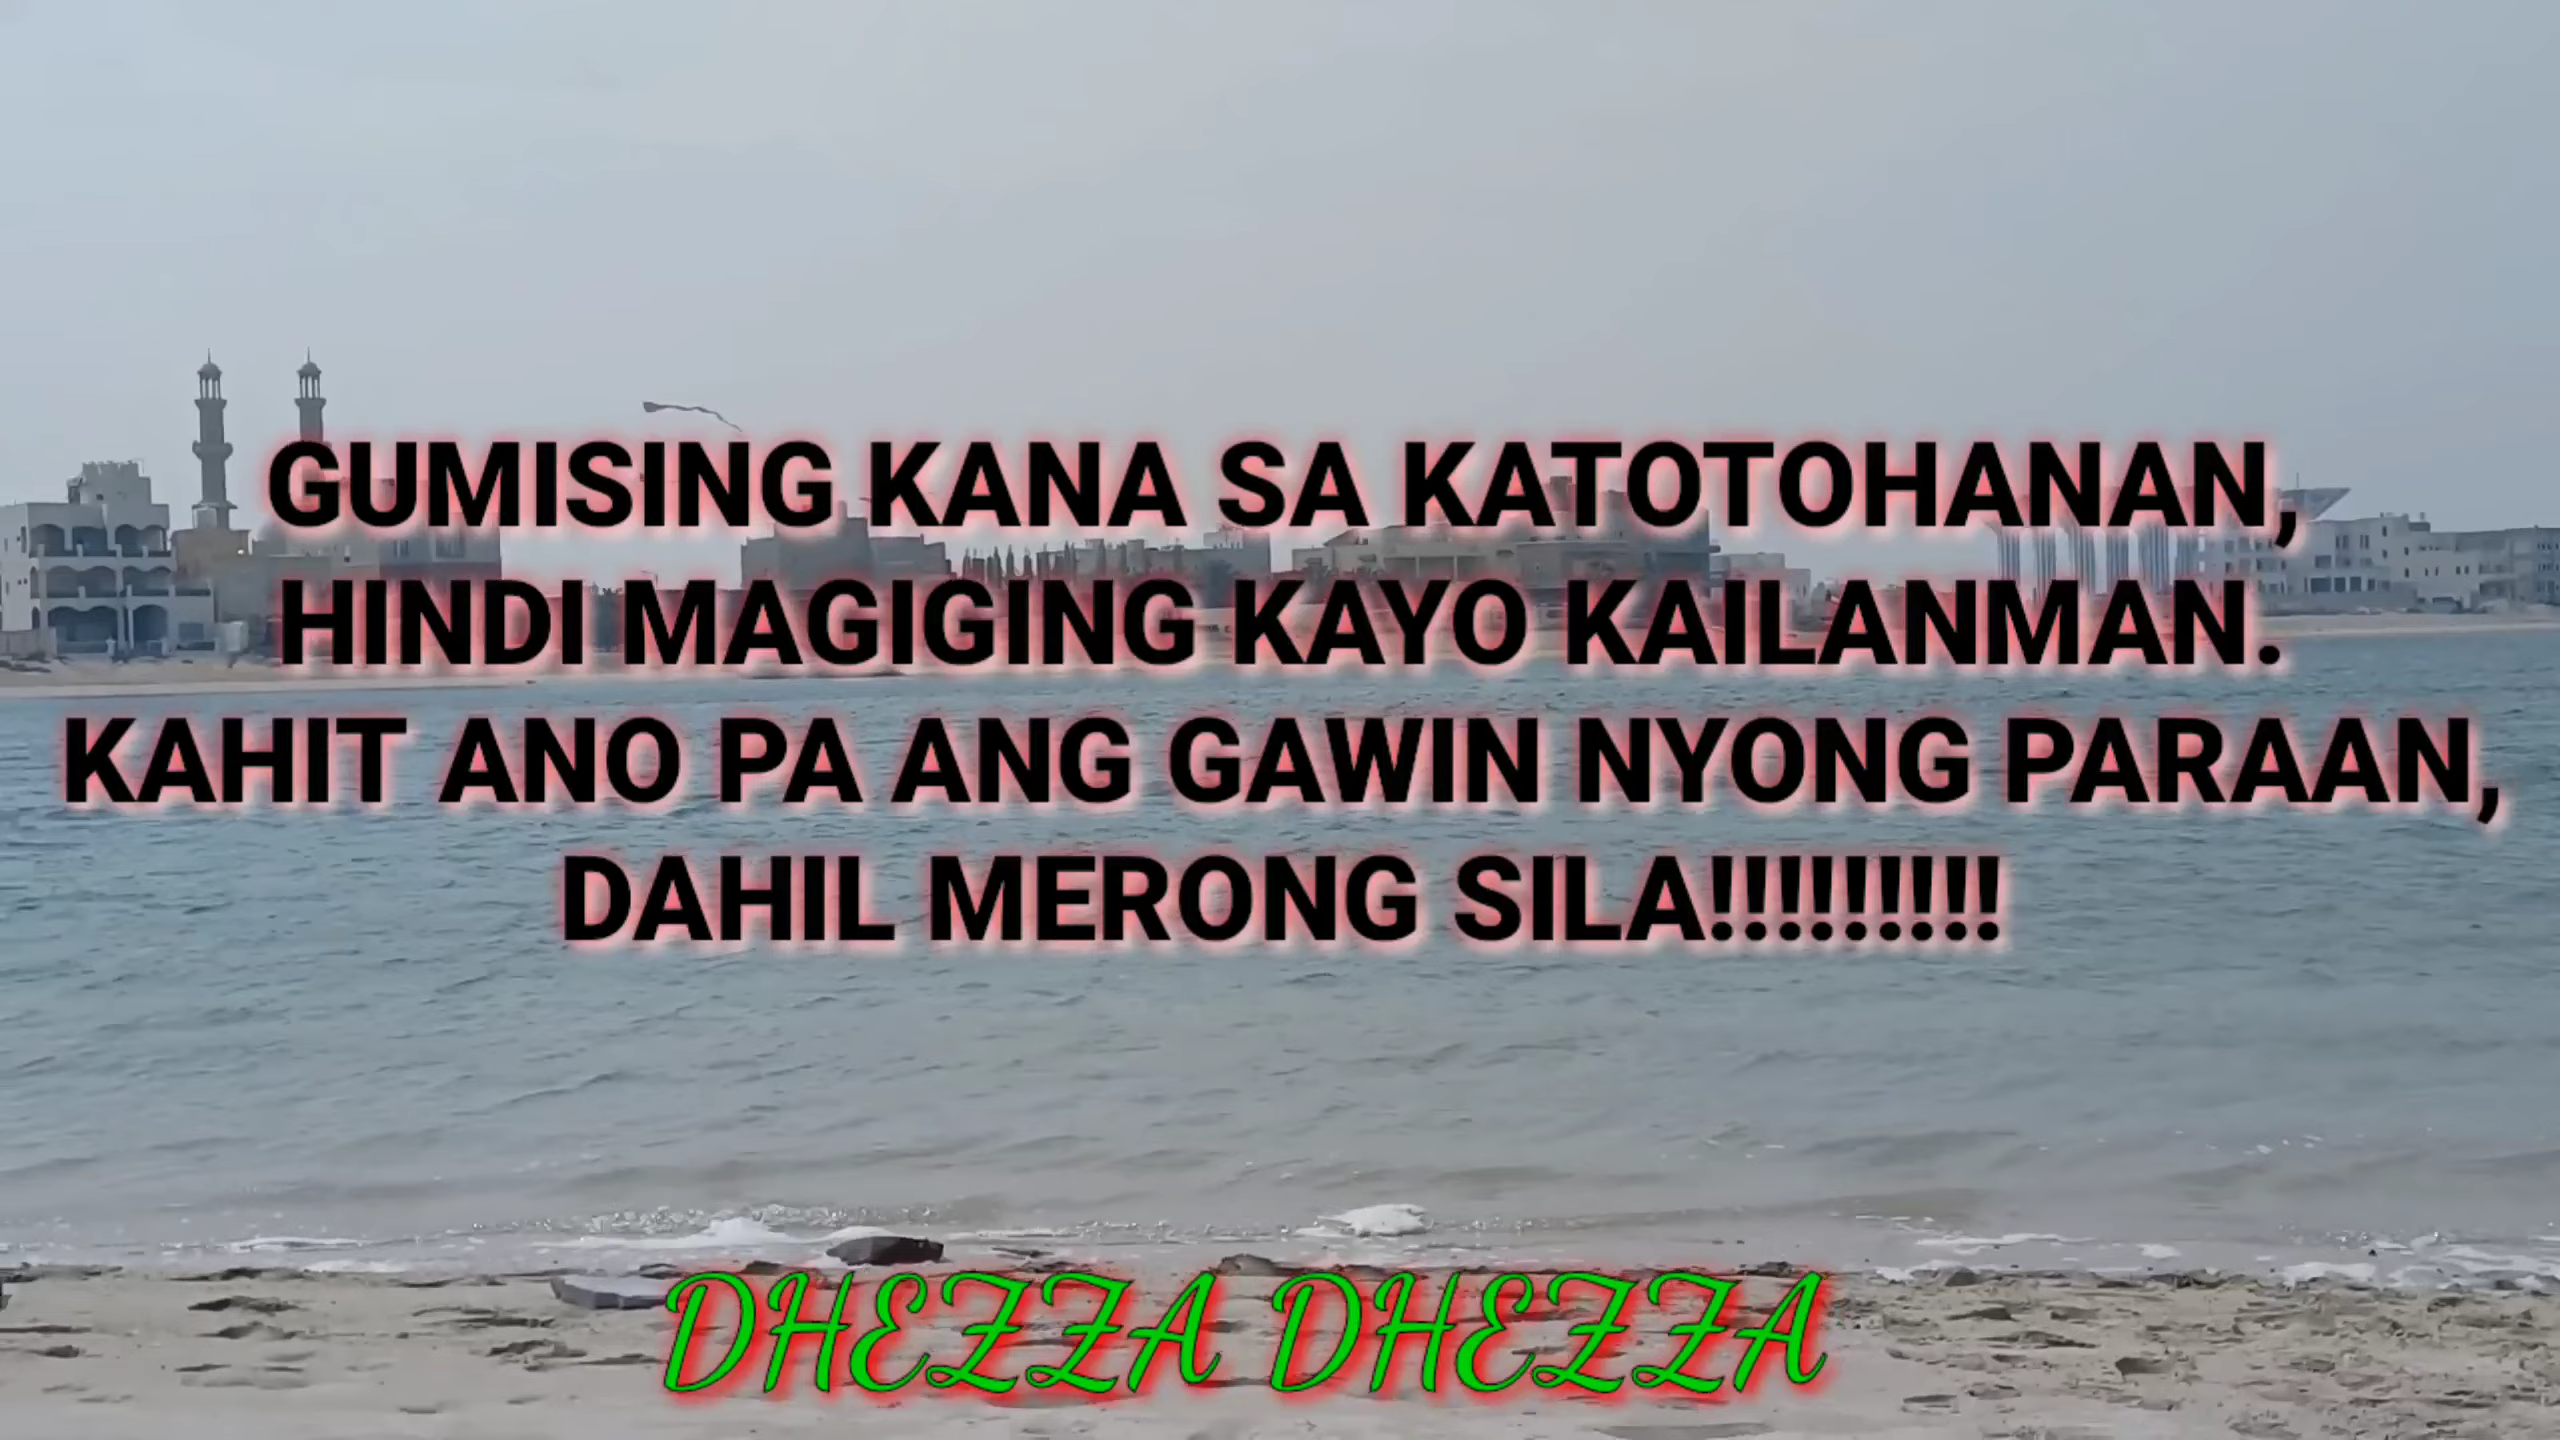 GUMISING KANA SA KATOTOHANAN,
HINDI MAGIGING KAYO KAILANMAN.
KAHIT ANO PA ANG GAWIN NYONG PARAAN,
DAHIL MERONG SILA!!!!!!!!!
DHEZZA DHEZZA